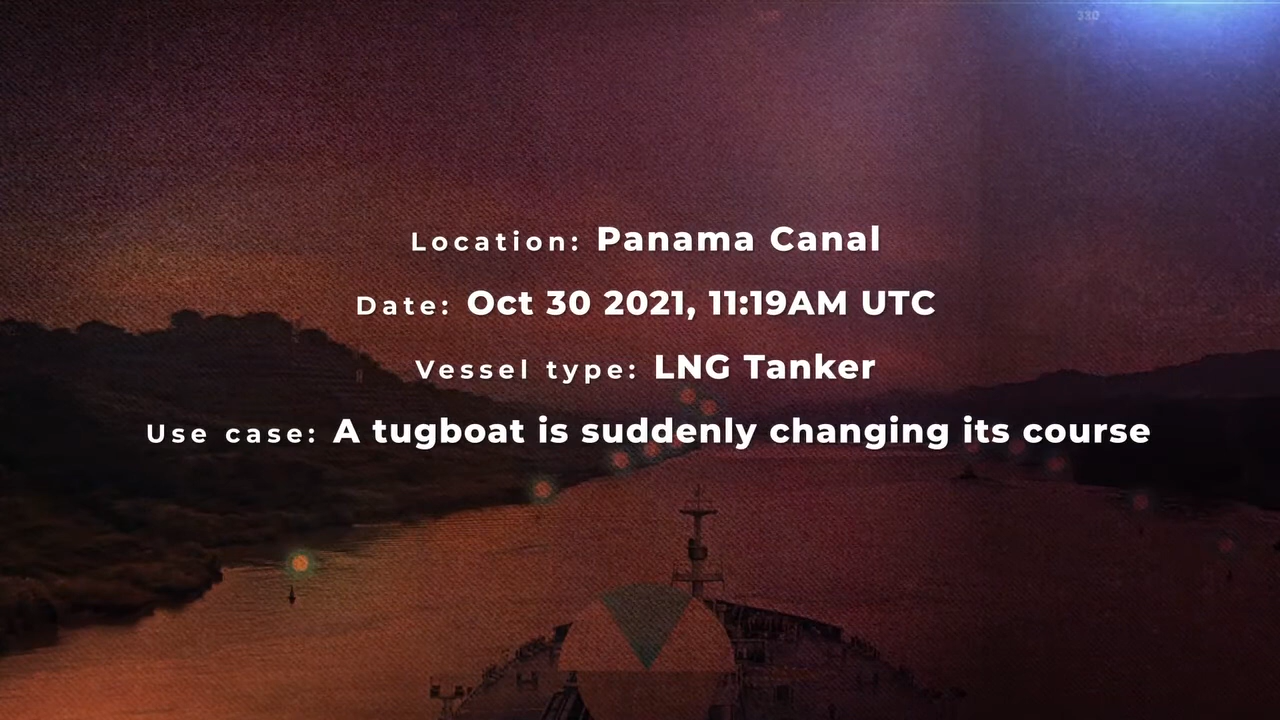 320
Location: Panama Canal
Date: Oct 30 2021, 11:19AM UTC
Vessel type: LNG Tanker
Use case: A tugboat is suddenly changing its course